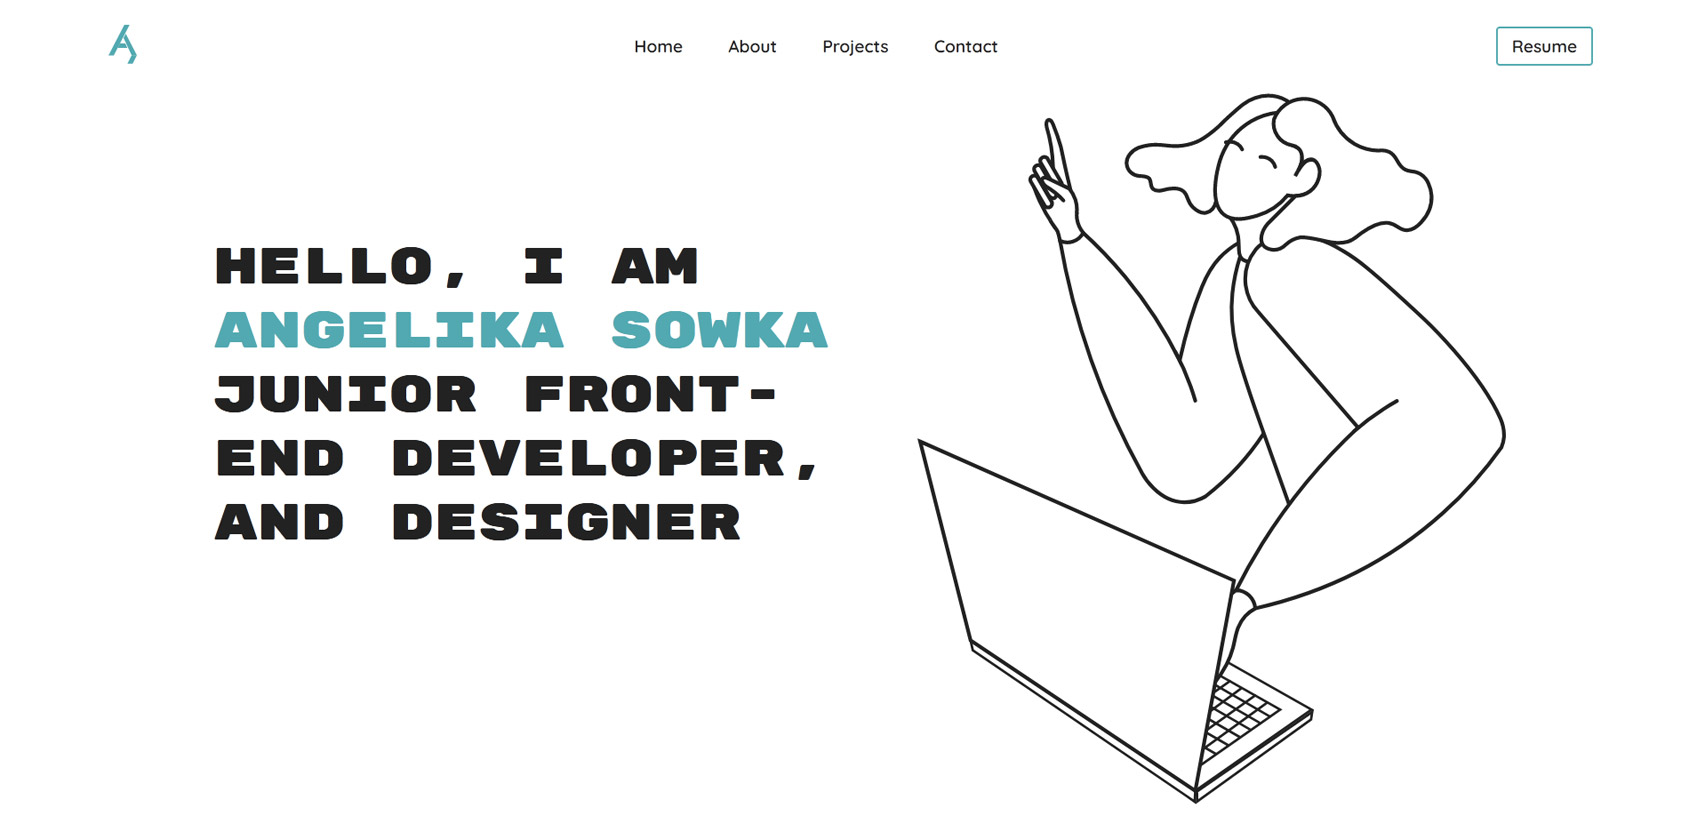 Home About Projects Contact Resume
HELLO, I AM
ANGELIKA SOWKA
JUNIOR FRONT-
END DEVELOPER,
AND DESIGNER